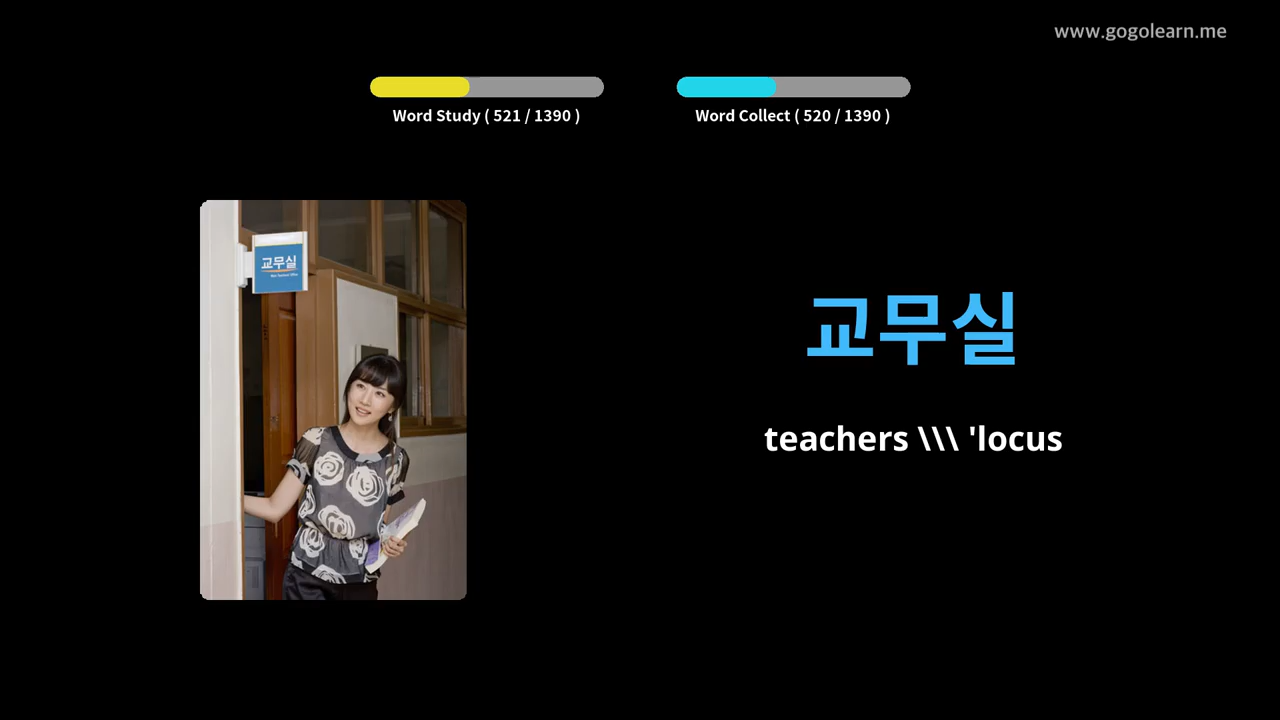 www.gogolearn.me
Word Study ( 521 / 1390 )
Word Collect ( 520 / 1390 )
교무실
교무실
teachers \\\ 'locus